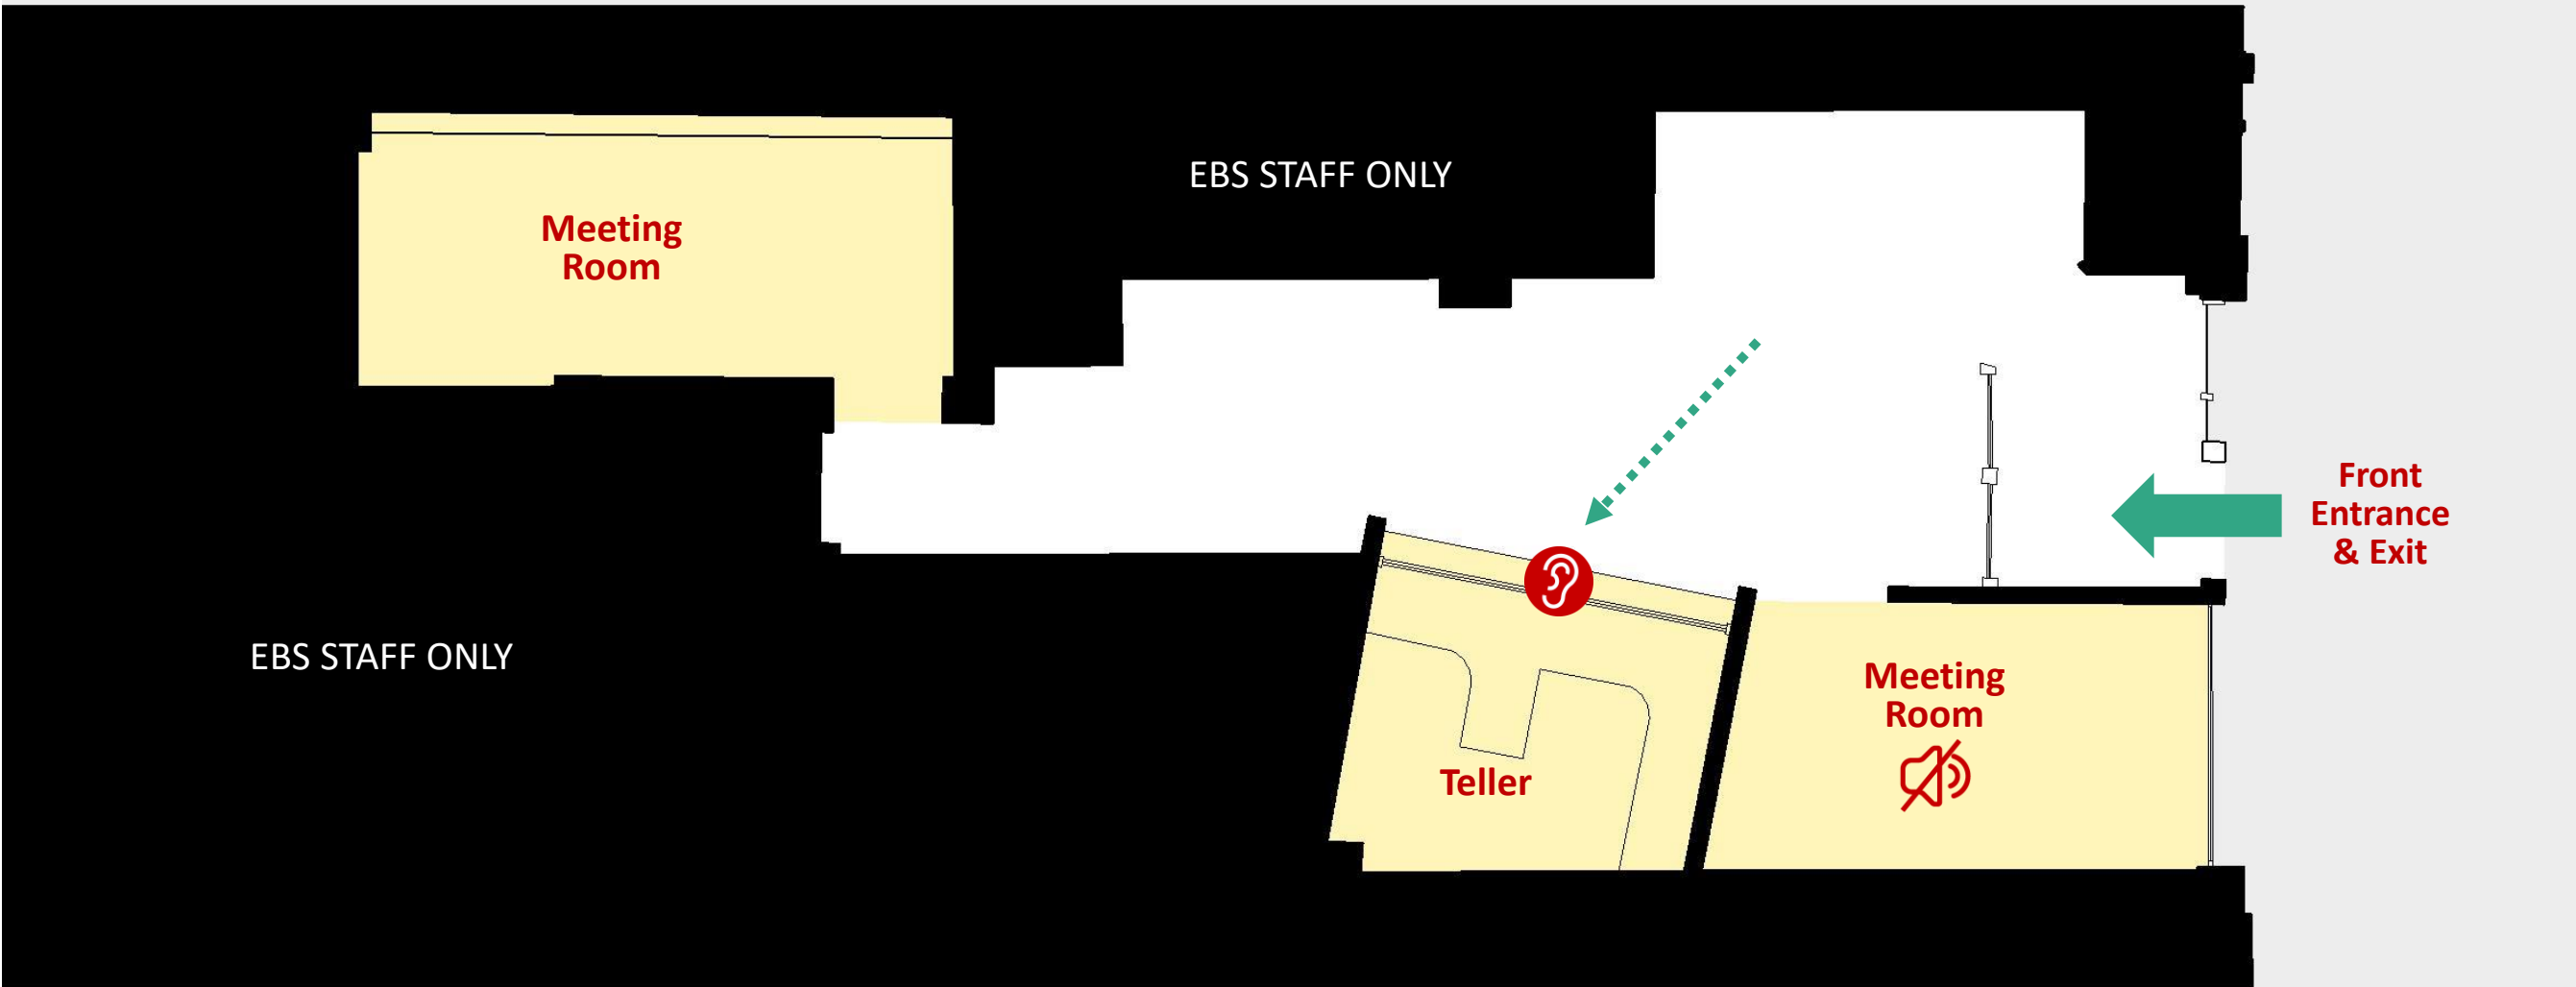 EBS STAFF ONLY
Meeting
Room
Front
Entrance
& Exit
EBS STAFF ONLY
Meeting
Room
Teller